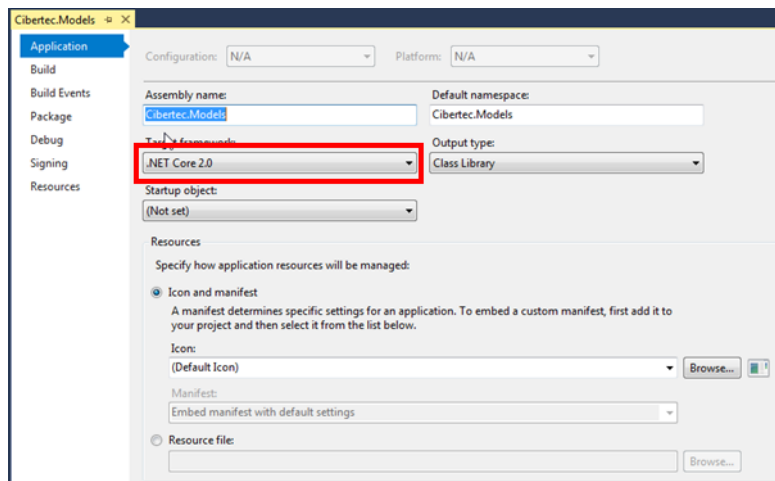 Cibertec.Models
Application
Build
Build Events
Package
Debug
Signing
Resources
Configuration: N/A Platform: N/A
Assembly name: Default namespace:
Cibertec.Models Cibertec.Models
Target framework: Output type:
.NET Core 2.0 Class Library
Startup object:
(Not set)
Resources
Specify how application resources will be managed:
Icon and manifest
A manifest determines specific settings for an application. To embed a custom manifest, first add it to
your project and then select it from the list below.
Icon:
(Default Icon) Browse...
Manifest:
Embed manifest with default settings
Resource file:
Browse...